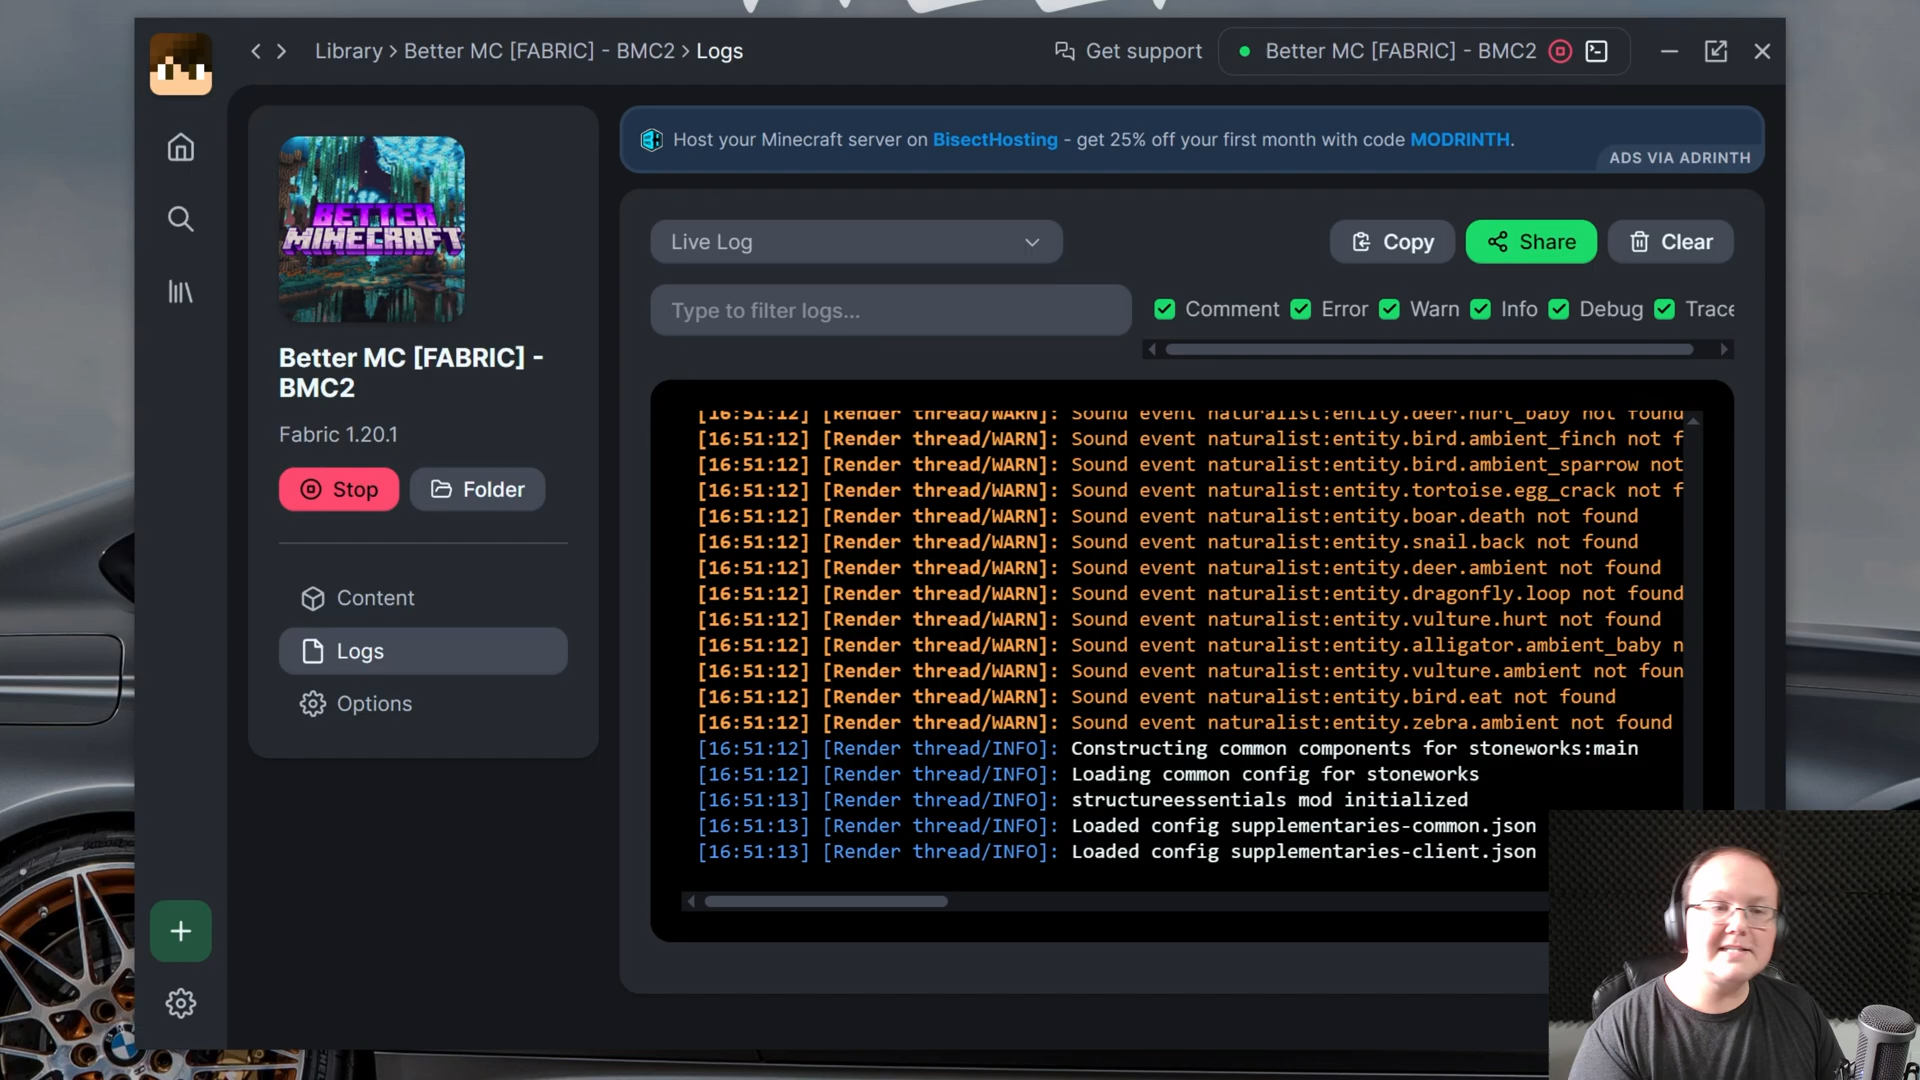 Library > Better MC [FABRIC] - BMC2 > Logs
Get support
Better MC [FABRIC] - BMC2
Host your Minecraft server on BisectHosting - get 25% off your first month with code MODRINTH.
ADS VIA ADRINTH
BETTER
MINECRAFT
Better MC [FABRIC] -
BMC2
Fabric 1.20.1
Stop
Folder
Content
Logs
Options
Live Log
Copy
Share
Clear
Type to filter logs...
Comment Error Warn Info Debug Trace
[16:51:12] [Render thread/WARN]: Sound event naturalist:entity.deer.hurt_baby not found
[16:51:12] [Render thread/WARN]: Sound event naturalist:entity.bird.ambient_finch not f
[16:51:12] [Render thread/WARN]: Sound event naturalist:entity.bird.ambient_sparrow not
[16:51:12] [Render thread/WARN]: Sound event naturalist:entity.tortoise.egg_crack not f
[16:51:12] [Render thread/WARN]: Sound event naturalist:entity.boar.death not found
[16:51:12] [Render thread/WARN]: Sound event naturalist:entity.snail.back not found
[16:51:12] [Render thread/WARN]: Sound event naturalist:entity.deer.ambient not found
[16:51:12] [Render thread/WARN]: Sound event naturalist:entity.dragonfly.loop not found
[16:51:12] [Render thread/WARN]: Sound event naturalist:entity.vulture.hurt not found
[16:51:12] [Render thread/WARN]: Sound event naturalist:entity.alligator.ambient_baby n
[16:51:12] [Render thread/WARN]: Sound event naturalist:entity.vulture.ambient not foun
[16:51:12] [Render thread/WARN]: Sound event naturalist:entity.bird.eat not found
[16:51:12] [Render thread/WARN]: Sound event naturalist:entity.zebra.ambient not found
[16:51:12] [Render thread/INFO]: Constructing common components for stoneworks:main
[16:51:12] [Render thread/INFO]: Loading common config for stoneworks
[16:51:13] [Render thread/INFO]: structureessentials mod initialized
[16:51:13] [Render thread/INFO]: Loaded config supplementaries-common.json
[16:51:13] [Render thread/INFO]: Loaded config supplementaries-client.json